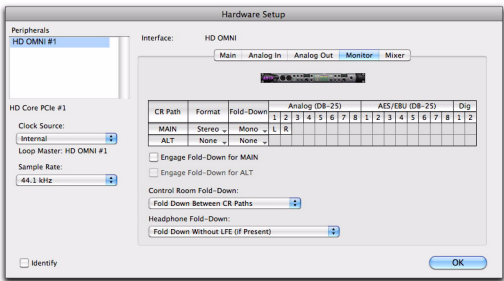 Hardware Setup
Peripherals
HD OMNI #1
Interface: HD OMNI
Main Analog In Analog Out Monitor Mixer
HD Core PCIe #1
Clock Source:
Internal
Loop Master: HD OMNI #1
Sample Rate:
44.1 kHz
CR Path Format Fold-Down Analog (DB-25) AES/EBU (DB-25) Dig
1 2 3 4 5 6 7 8 1 2 3 4 5 6 7 8 1 2
MAIN Stereo Mono L R
ALT None None
Engage Fold-Down for MAIN
Engage Fold-Down for ALT
Control Room Fold-Down:
Fold Down Between CR Paths
Headphone Fold-Down:
Fold Down Without LFE (if Present)
Identify
OK